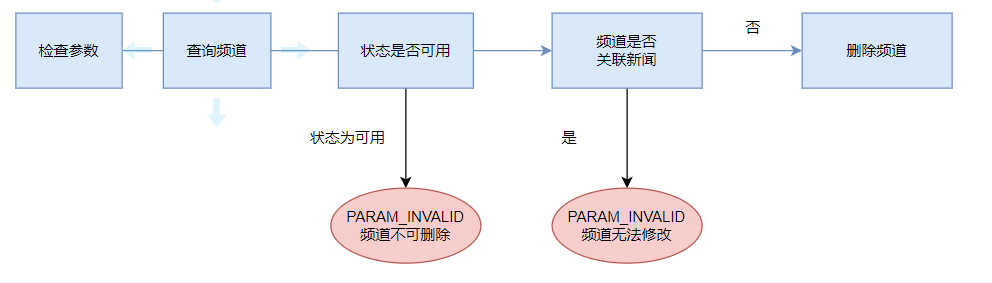 检查参数
查询频道
状态是否可用
频道是否
关联新闻
否
删除频道
状态为可用
是
PARAM_INVALID
频道不可删除
PARAM_INVALID
频道无法修改